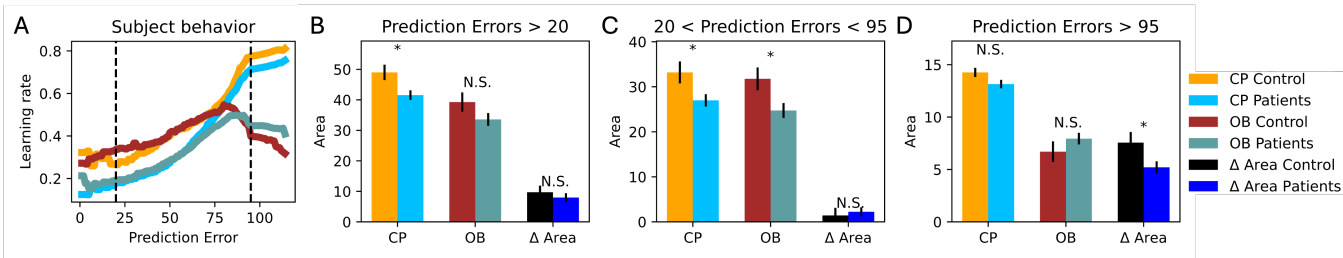 A
Subject behavior
Learning rate
0.8
0.6
0.4
0.2
0
25
50
75
100
Prediction Error
B
Prediction Errors > 20
Area
50
40
30
20
10
0
*
N.S.
N.S.
CP
OB
Δ Area
C
20 < Prediction Errors < 95
Area
40
30
20
10
0
*
*
N.S.
CP
OB
Δ Area
D
Prediction Errors > 95
Area
15
10
5
0
N.S.
N.S.
*
CP
OB
Δ Area
CP Control
CP Patients
OB Control
OB Patients
Δ Area Control
Δ Area Patients